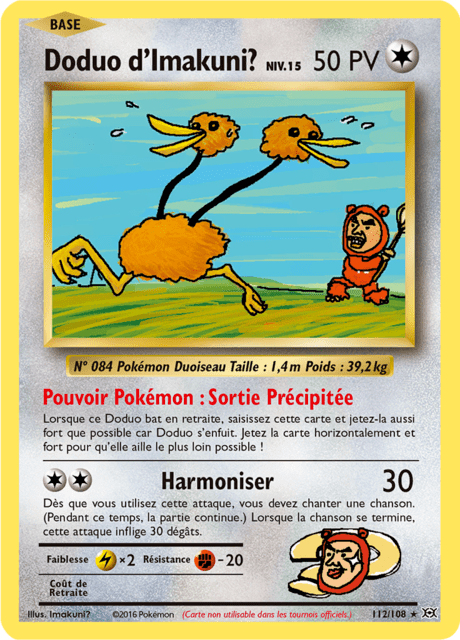 BASE
Doduo d’Imakuni? NIV.15 50 PV
N° 084 Pokémon Duoiseau Taille : 1,4 m Poids : 39,2 kg
Pouvoir Pokémon : Sortie Précipitée
Lorsque ce Doduo bat en retraite, saisissez cette carte et jetez-la aussi
fort que possible car Doduo s’enfuit. Jetez la carte horizontalement et
fort pour qu’elle aille le plus loin possible !
Harmoniser 30
Dès que vous utilisez cette attaque, vous devez chanter une chanson.
(Pendant ce temps, la partie continue.) Lorsque la chanson se termine,
cette attaque inflige 30 dégâts.
Faiblesse ×2 Résistance -20
Coût de
Retraite
Illus. Imakuni? ©2016 Pokémon (Carte non utilisable dans les tournois officiels.) 112/108 ★